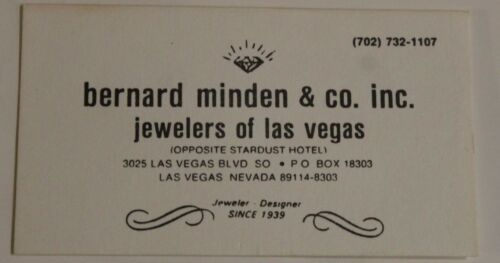 (702) 732-1107
bernard minden & co. inc.
jewelers of las vegas
(OPPOSITE STARDUST HOTEL)
3025 LAS VEGAS BLVD SO • P O BOX 18303
LAS VEGAS NEVADA 89114-8303
Jeweler - Designer
SINCE 1939